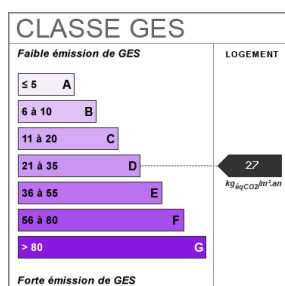 CLASSE GES
Faible émission de GES
LOGEMENT
≤ 5 A
6 à 10 B
11 à 20 C
21 à 35 D
27
kgéqCO2/m².an
36 à 55 E
56 à 80 F
> 80 G
Forte émission de GES